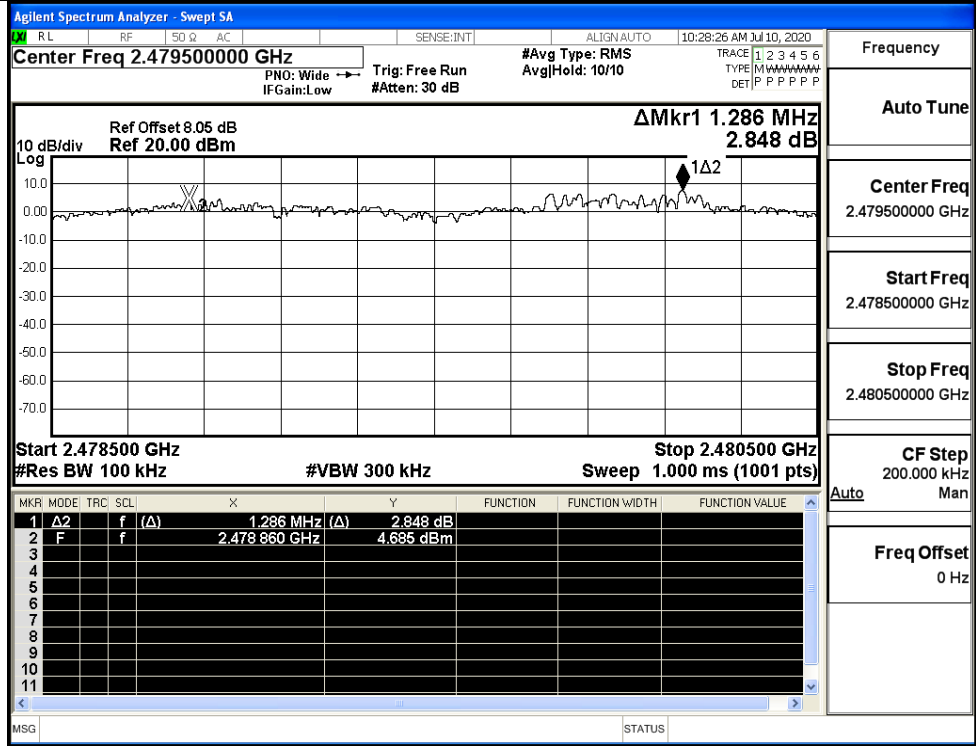 Agilent Spectrum Analyzer - Swept SA
LXI RL RF 50 Ω AC SENSE:INT ALIGN AUTO 10:28:26 AM Jul 10, 2020
Center Freq 2.479500000 GHz
PNO: Wide
IFGain:Low
Trig: Free Run
#Atten: 30 dB
#Avg Type: RMS
Avg|Hold: 10/10
TRACE 1 2 3 4 5 6
TYPE M WWWWW
DET P P P P P P
Ref Offset 8.05 dB
10 dB/div Ref 20.00 dBm
Log
ΔMkr1 1.286 MHz
2.848 dB
10.0
0.00
-10.0
-20.0
-30.0
-40.0
-50.0
-60.0
-70.0
1Δ2
2
Start 2.478500 GHz Stop 2.480500 GHz
#Res BW 100 kHz #VBW 300 kHz Sweep 1.000 ms (1001 pts)
MKR MODE TRC SCL X Y FUNCTION FUNCTION WIDTH FUNCTION VALUE
1 Δ2 f (Δ) 1.286 MHz (Δ) 2.848 dB
2 F f 2.478 860 GHz 4.685 dBm
3
4
5
6
7
8
9
10
11
MSG STATUS
Frequency
Auto Tune
Center Freq
2.479500000 GHz
Start Freq
2.478500000 GHz
Stop Freq
2.480500000 GHz
CF Step
200.000 kHz
Auto Man
Freq Offset
0 Hz